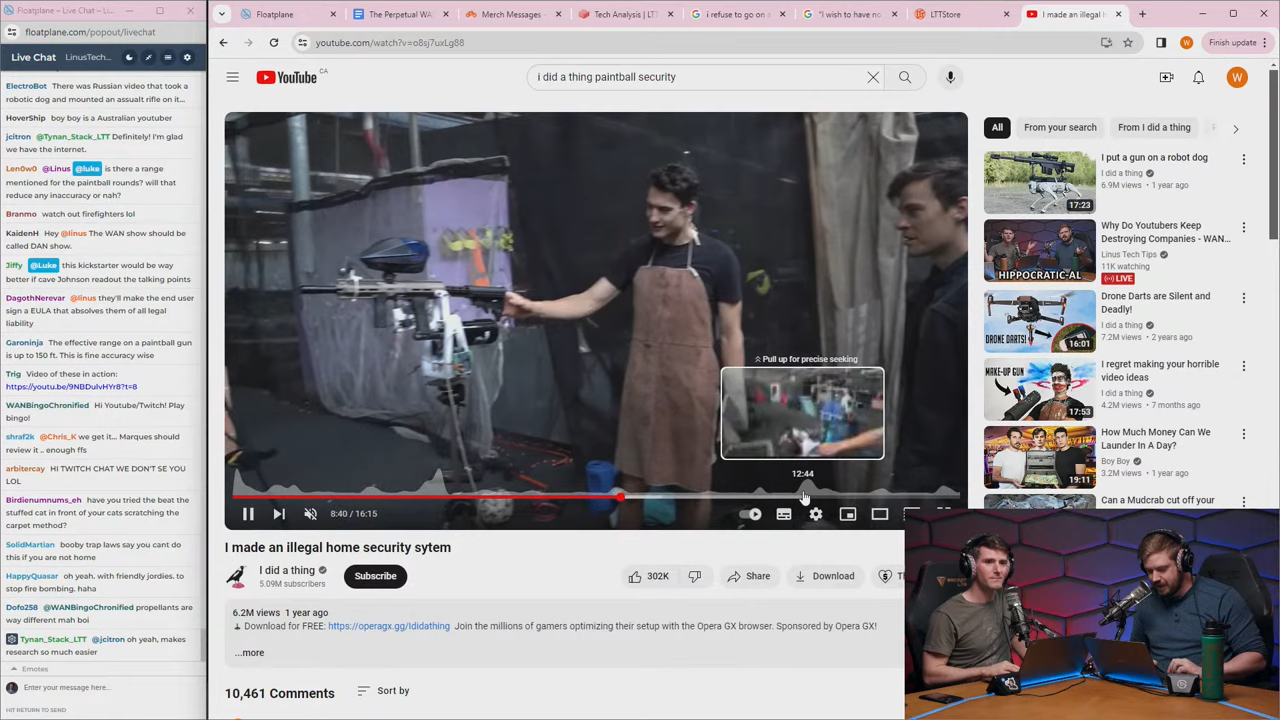 Floatplane.com - Live Chat – Lin
floatplane.com/popout/livechat
Live Chat LinusTech...
ElectroBot There was Russian video that took a
robotic dog and mounted an assualt rifle on it...
HoverShip boy boy is a Australian youtuber
jcitron @Tynan_Stack_LTT Definitely! I'm glad
we have the internet.
Len0w0 @Linus @luke is there a range
mentioned for the paintball rounds? will that
reduce any inaccuracy or nah?
Branmo watch out firefighters lol
KaidenH Hey @linus The WAN show should be
called DAN show.
Jiffy @Luke this kickstarter would be way
better if cave Johnson readout the talking points
DagothNerevar @linus they'll make the end user
sign a EULA that absolves them of all legal
liability
Garoninja The effective range on a paintball
gun is up to 150 ft. This is fine accuracy wise
Trig Video of these in action:
https://youtu.be/9NBDulvHYr8?t=8
WANBingoChronified Hi Youtube/Twitch! Play
bingo!
shraf2k @Chris_K we get it... Marques should
review it .. enough ffs
arbitercay HI TWITCH CHAT WE DON'T SE YOU
LOL
Birdienumnums_eh have you tried the beat the
stuffed cat in front of your cats scratching the
carpet method?
SolidMartian booby trap laws say you cant do
this if you are not home
HappyQuasar oh yeah. with friendly jordies. to
stop fire bombing. haha
Dofo258 @WANBingoChronified propellants are
way different mah boi
Tynan_Stack_LTT @jcitron oh yeah, makes
research so much easier
Emotes
Enter your message here...
HIT RETURN TO SEND
Floatplane
The Perpetual WA
Merch Messages -
Tech Analysis | LTT
i refuse to go on a
"I wish to have no
LTTStore
I made an illegal h
youtube.com/watch?v=o8sj7uxLg88
Finish update
YouTube CA
i did a thing paintball security
W
Pull up for precise seeking
12:44
8:40 / 16:15
I made an illegal home security sytem
I did a thing
5.09M subscribers
Subscribe
302K
Share
Download
6.2M views 1 year ago
Download for FREE: https://operagx.gg/Ididathing Join the millions of gamers optimizing their setup with the Opera GX browser. Sponsored by Opera GX!
...more
10,461 Comments
Sort by
All
From your search
From I did a thing
I put a gun on a robot dog
I did a thing
6.9M views • 1 year ago
17:23
Why Do Youtubers Keep
Destroying Companies - WAN...
Linus Tech Tips
11K watching
LIVE
HIPPOCRATIC-AL
Drone Darts are Silent and
Deadly!
I did a thing
7.2M views • 2 years ago
DRONE DARTS!
16:01
I regret making your horrible
video ideas
I did a thing
4.2M views • 7 months ago
MAKE-UP GUN
17:53
How Much Money Can We
Launder In A Day?
Boy Boy
3.2M views • 1 year ago
19:11
Can a Mudcrab cut off your